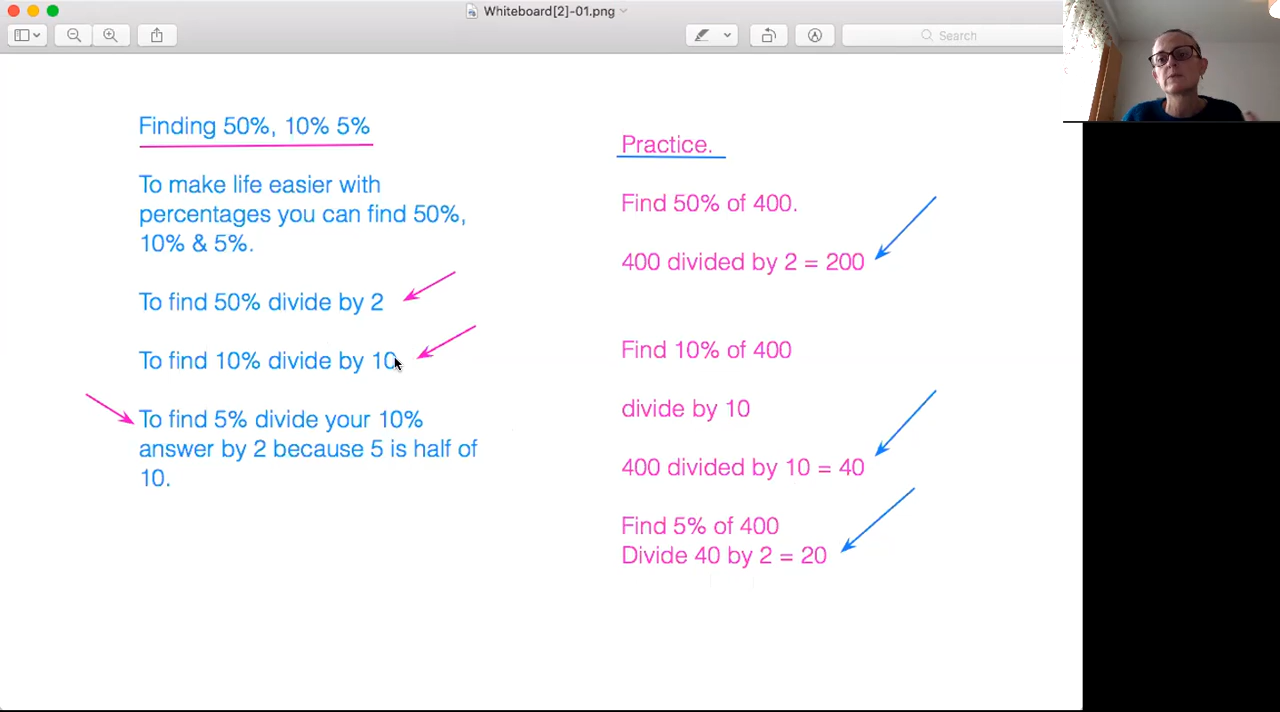 Whiteboard[2]-01.png
Search
Finding 50%, 10% 5%
To make life easier with
percentages you can find 50%,
10% & 5%.
To find 50% divide by 2
To find 10% divide by 10
To find 5% divide your 10%
answer by 2 because 5 is half of
10.
Practice.
Find 50% of 400.
400 divided by 2 = 200
Find 10% of 400
divide by 10
400 divided by 10 = 40
Find 5% of 400
Divide 40 by 2 = 20